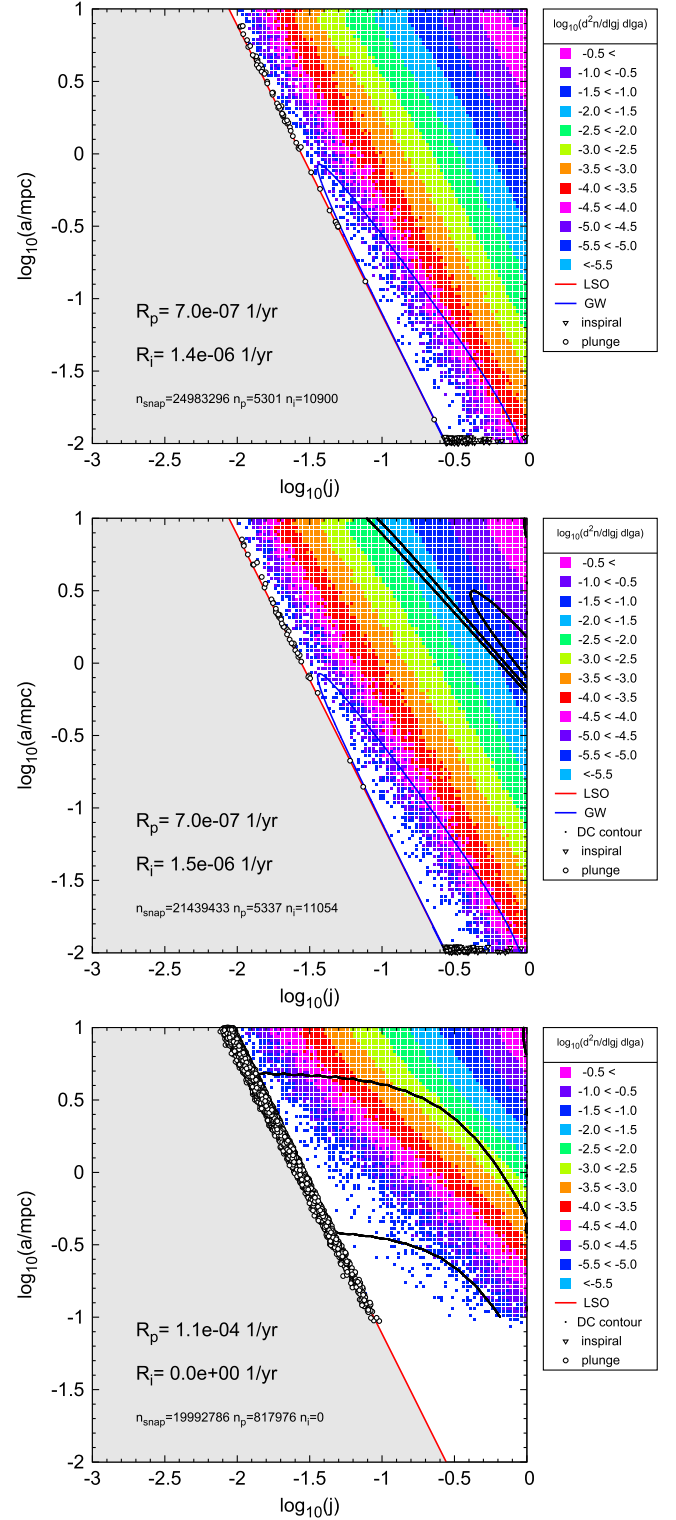 log10(d2n/dlgj dlga)
-0.5 <
-1.0 < -0.5
-1.5 < -1.0
-2.0 < -1.5
-2.5 < -2.0
-3.0 < -2.5
-3.5 < -3.0
-4.0 < -3.5
-4.5 < -4.0
-5.0 < -4.5
-5.5 < -5.0
<-5.5
LSO
GW
inspiral
plunge
1
0.5
0
-0.5
-1
-1.5
-2
log10(a/mpc)
Rp= 7.0e-07 1/yr
Ri= 1.4e-06 1/yr
nsnap=24983296 np=5301 ni=10900
-3 -2.5 -2 -1.5 -1 -0.5 0
log10(j)
log10(d2n/dlgj dlga)
-0.5 <
-1.0 < -0.5
-1.5 < -1.0
-2.0 < -1.5
-2.5 < -2.0
-3.0 < -2.5
-3.5 < -3.0
-4.0 < -3.5
-4.5 < -4.0
-5.0 < -4.5
-5.5 < -5.0
<-5.5
LSO
GW
DC contour
inspiral
plunge
1
0.5
0
-0.5
-1
-1.5
-2
log10(a/mpc)
Rp= 7.0e-07 1/yr
Ri= 1.5e-06 1/yr
nsnap=21439433 np=5337 ni=11054
-3 -2.5 -2 -1.5 -1 -0.5 0
log10(j)
log10(d2n/dlgj dlga)
-0.5 <
-1.0 < -0.5
-1.5 < -1.0
-2.0 < -1.5
-2.5 < -2.0
-3.0 < -2.5
-3.5 < -3.0
-4.0 < -3.5
-4.5 < -4.0
-5.0 < -4.5
-5.5 < -5.0
<-5.5
LSO
DC contour
inspiral
plunge
1
0.5
0
-0.5
-1
-1.5
-2
log10(a/mpc)
Rp= 1.1e-04 1/yr
Ri= 0.0e+00 1/yr
nsnap=19992786 np=817976 ni=0
-3 -2.5 -2 -1.5 -1 -0.5 0
log10(j)